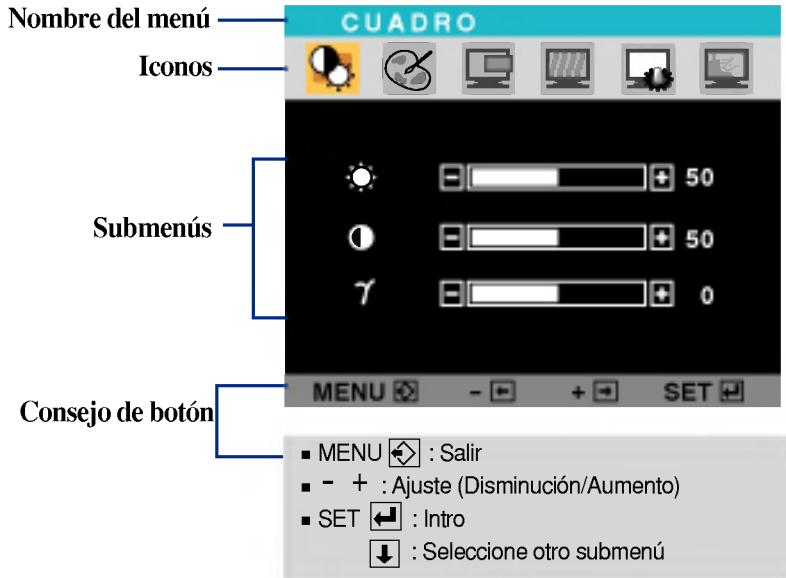 Nombre del menú
CUADRO
Iconos
Submenús
50
50
γ 0
Consejo de botón
MENU - + SET
MENU : Salir
- + : Ajuste (Disminución/Aumento)
SET : Intro
: Seleccione otro submenú